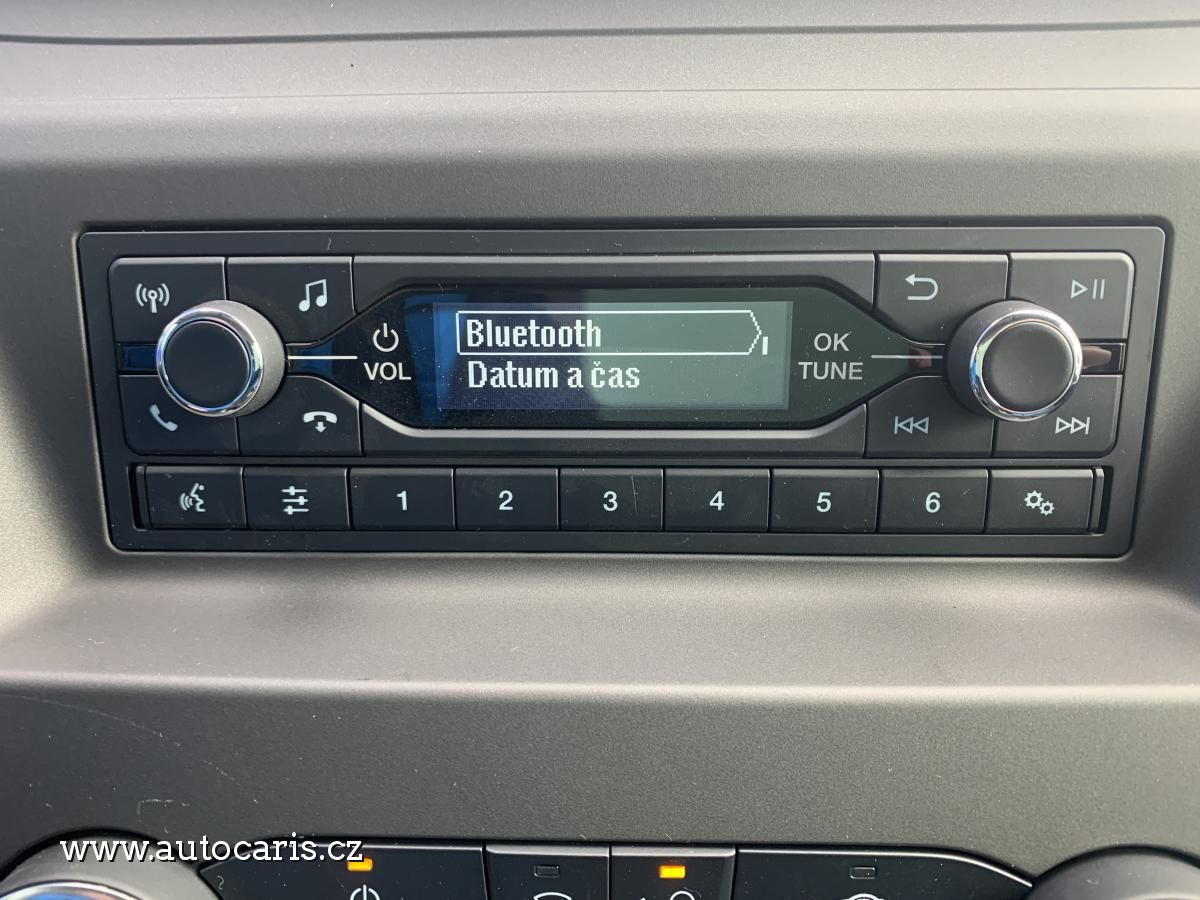 Bluetooth
Datum a čas
VOL
OK
TUNE
1 2 3 4 5 6
www.autocaris.cz